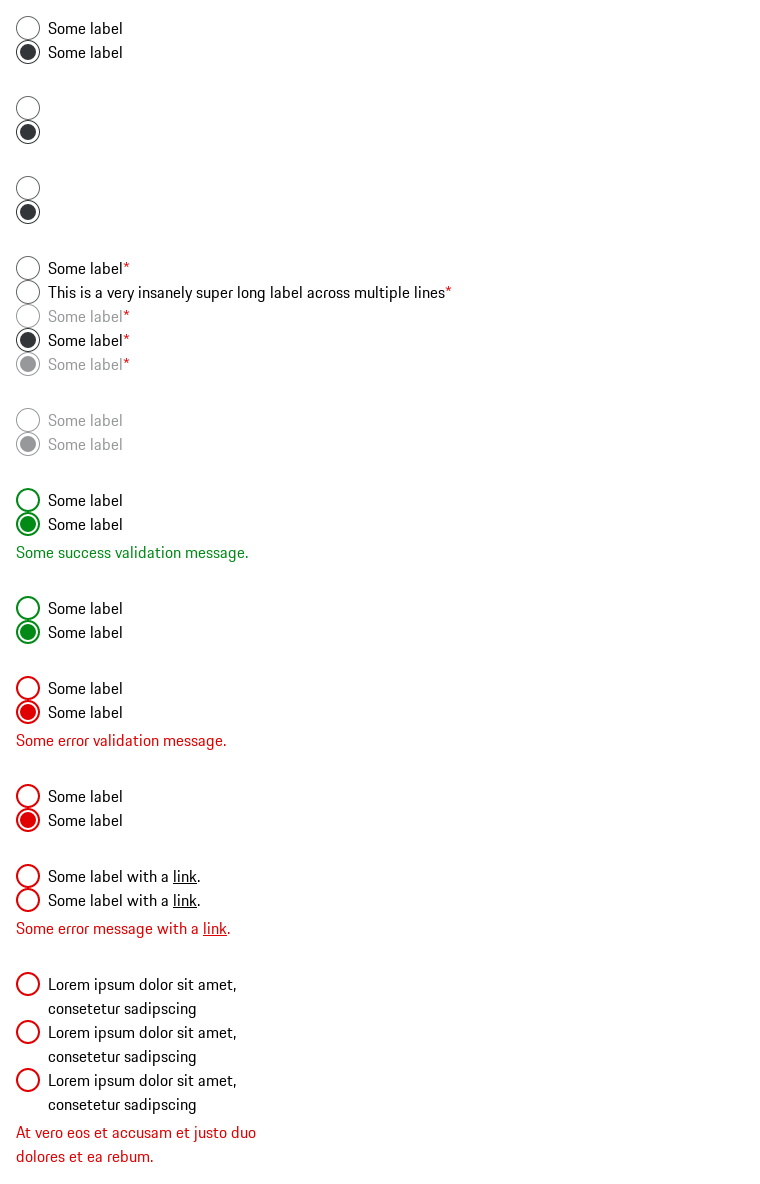 Some label
Some label
Some label*
This is a very insanely super long label across multiple lines*
Some label*
Some label*
Some label*
Some label
Some label
Some label
Some label
Some success validation message.
Some label
Some label
Some label
Some label
Some error validation message.
Some label
Some label
Some label with a link.
Some label with a link.
Some error message with a link.
Lorem ipsum dolor sit amet,
consetetur sadipscing
Lorem ipsum dolor sit amet,
consetetur sadipscing
Lorem ipsum dolor sit amet,
consetetur sadipscing
At vero eos et accusam et justo duo
dolores et ea rebum.